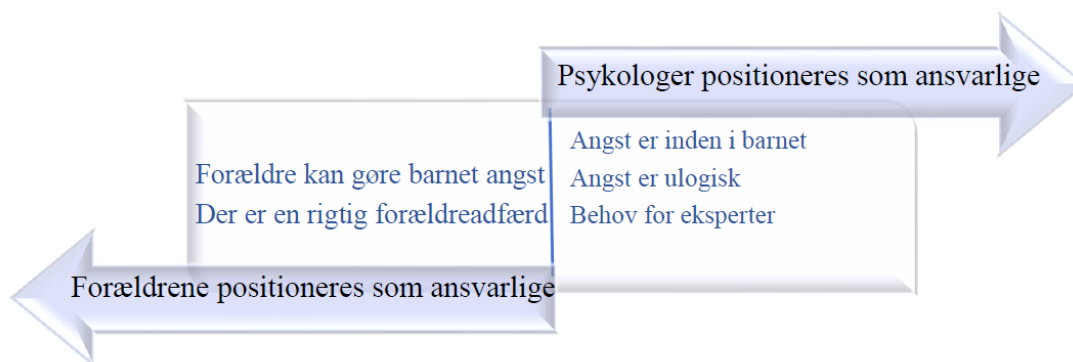 Psykologer positioneres som ansvarlige
Forældre kan gøre barnet angst
Der er en rigtig forældreadfærd
Angst er inden i barnet
Angst er ulogisk
Behov for eksperter
Forældrene positioneres som ansvarlige